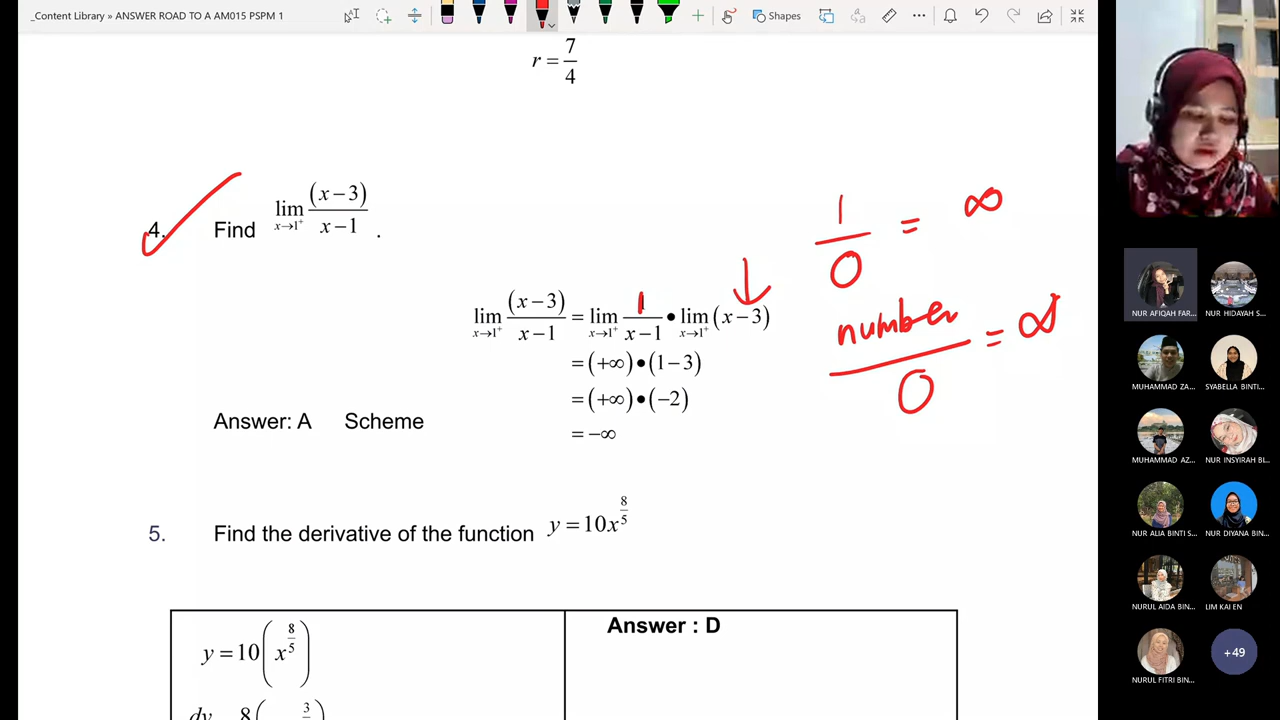 _Content Library » ANSWER ROAD TO A AM015 PSPM 1
Shapes
r = 7/4
4. Find lim x→1⁺ (x−3)/(x−1) .
lim x→1⁺ (x−3)/(x−1) = lim x→1⁺ 1/(x−1) • lim x→1⁺ (x−3)
= (+∞)•(1−3)
= (+∞)•(−2)
= −∞
Answer: A Scheme
1/0 = ∞
number/0 = ∞
5. Find the derivative of the function y = 10x^(8/5)
y = 10(x^(8/5))
Answer : D
NUR AFIQAH FAR...
NUR HIDAYAH S...
MUHAMMAD ZA...
SYABELLA BINTI...
MUHAMMAD AZ...
NUR INSYIRAH BI...
NUR ALIA BINTI S...
NUR DIYANA BIN...
NURUL AIDA BIN...
LIM KAI EN
NURUL FITRI BIN...
+49